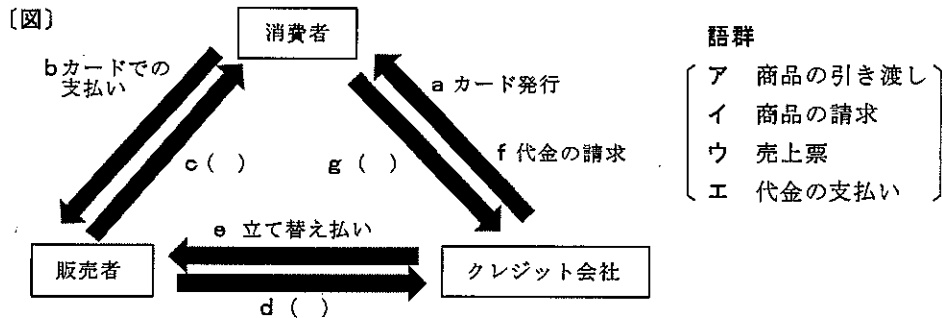 〔図〕
消費者
bカードでの
支払い
a カード発行
c ( )
g ( )
f 代金の請求
e 立て替え払い
販売者
クレジット会社
d ( )
語群
ア 商品の引き渡し
イ 商品の請求
ウ 売上票
エ 代金の支払い